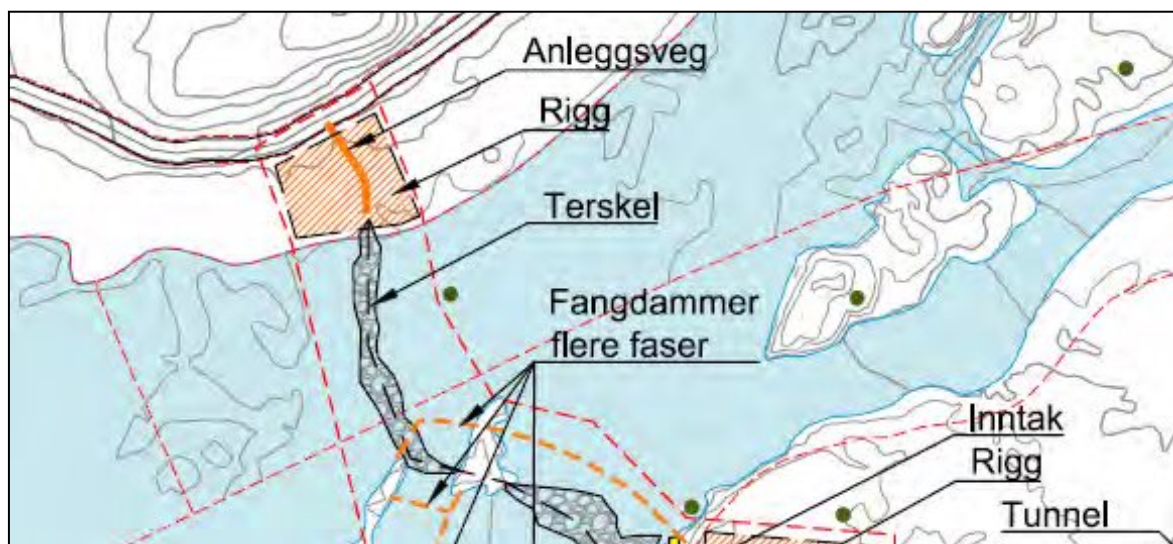 Anleggsveg
Rigg
Terskel
Fangdammer
flere faser
Inntak
Rigg
Tunnel